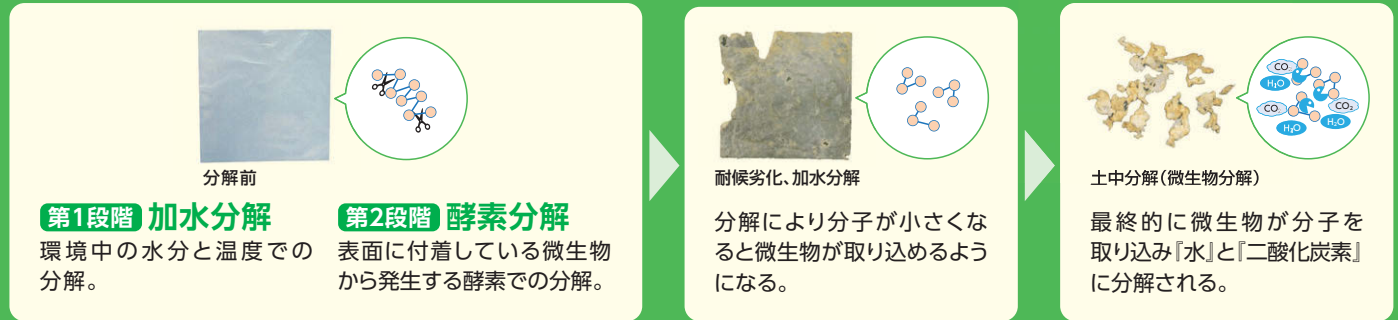 分解前
第1段階 加水分解
環境中の水分と温度での
分解。
第2段階 酵素分解
表面に付着している微生物
から発生する酵素での分解。
耐候劣化、加水分解
分解により分子が小さくな
ると微生物が取り込めるよう
になる。
CO
H₂O
CO
CO₂
H₂O
H₂O
土中分解(微生物分解)
最終的に微生物が分子を
取り込み『水』と『二酸化炭素』
に分解される。